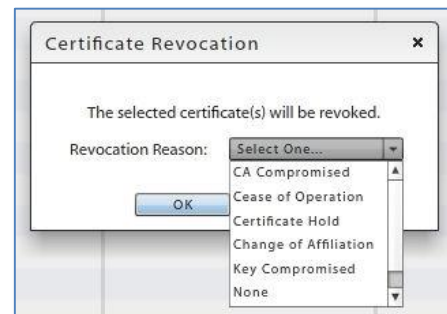 Certificate Revocation
The selected certificate(s) will be revoked.
Revocation Reason: Select One...
CA Compromised
Cease of Operation
OK
Certificate Hold
Change of Affiliation
Key Compromised
None